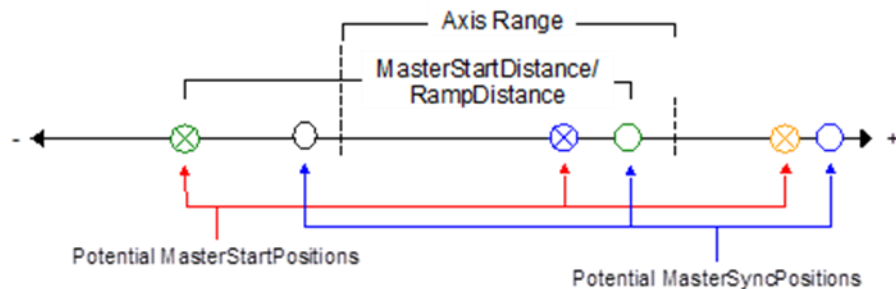 Axis Range
MasterStartDistance/
RampDistance
- +
Potential MasterStartPositions
Potential MasterSyncPositions